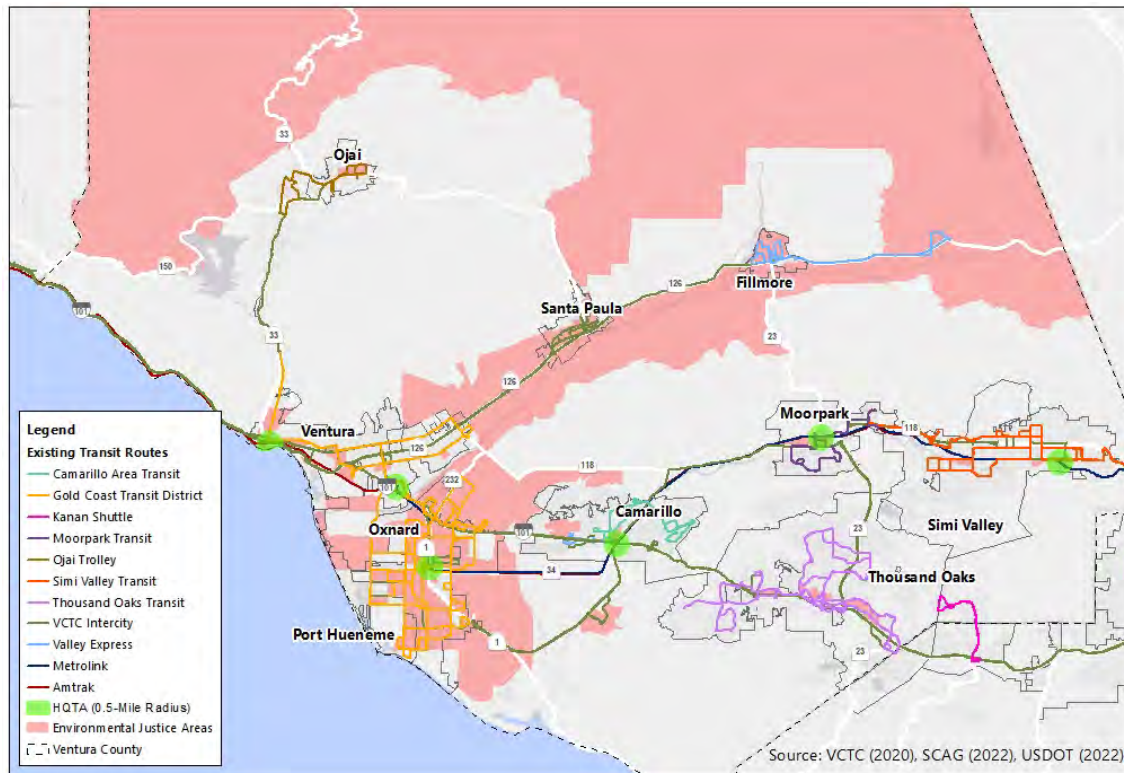 33
Ojai
150
101
33
Santa Paula
126
Fillmore
23
126
Ventura
126
Moorpark
118
118
101
232
Camarillo
Oxnard
101
Simi Valley
1
34
23
Thousand Oaks
Port Hueneme
1
23
Legend
Existing Transit Routes
Camarillo Area Transit
Gold Coast Transit District
Kanan Shuttle
Moorpark Transit
Ojai Trolley
Simi Valley Transit
Thousand Oaks Transit
VCTC Intercity
Valley Express
Metrolink
Amtrak
HQTA (0.5-Mile Radius)
Environmental Justice Areas
Ventura County
Source: VCTC (2020), SCAG (2022), USDOT (2022)